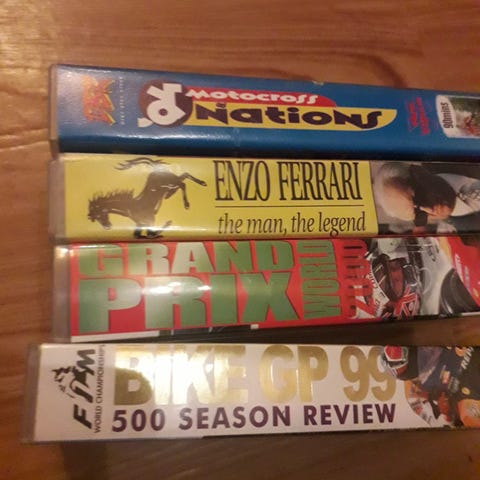 Motocross
Nations
90mins
ENZO FERRARI
the man, the legend
GRAND
PRIX
WORLD
FIM
WORLD CHAMPIONSHIPS
BIKE GP 99
500 SEASON REVIEW